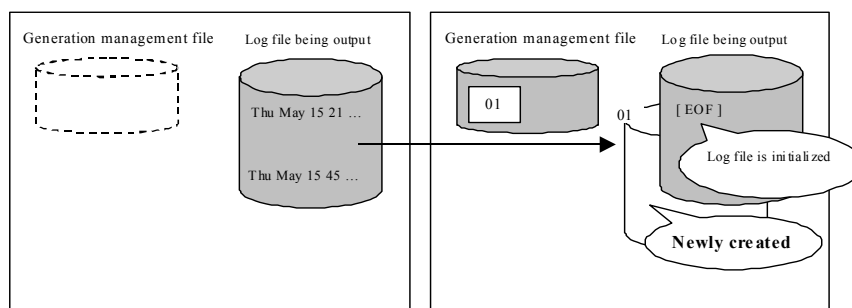 Generation management file
Log file being output
Thu May 15 21 ...
Thu May 15 45 ...
Generation management file
Log file being output
01
01
[ EOF ]
Log file is initialized
Newly created